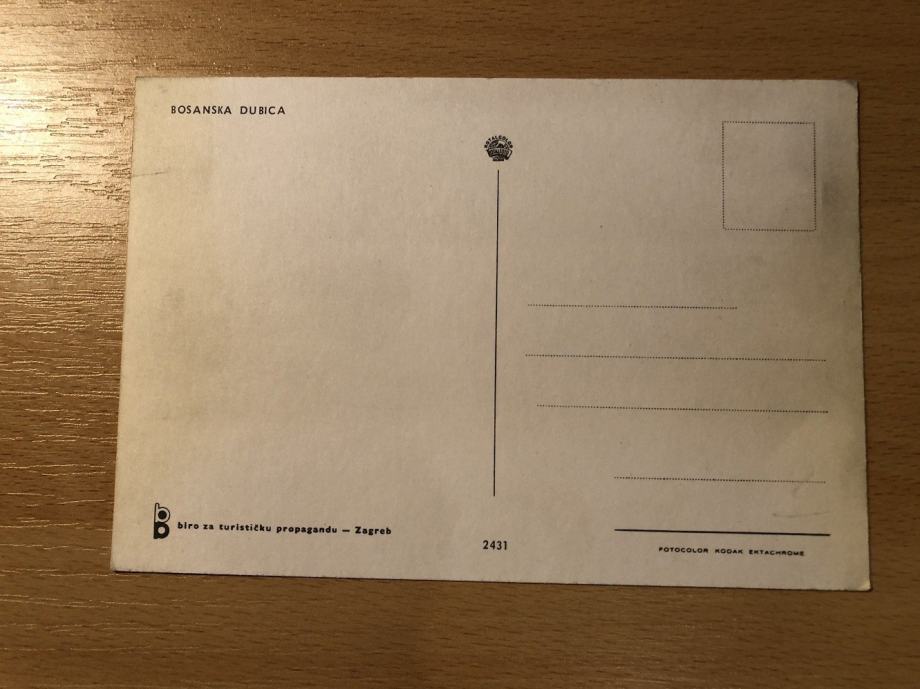 BOSANSKA DUBICA
biro za turističku propagandu — Zagreb
2431
FOTOCOLOR KODAK EKTACHROME